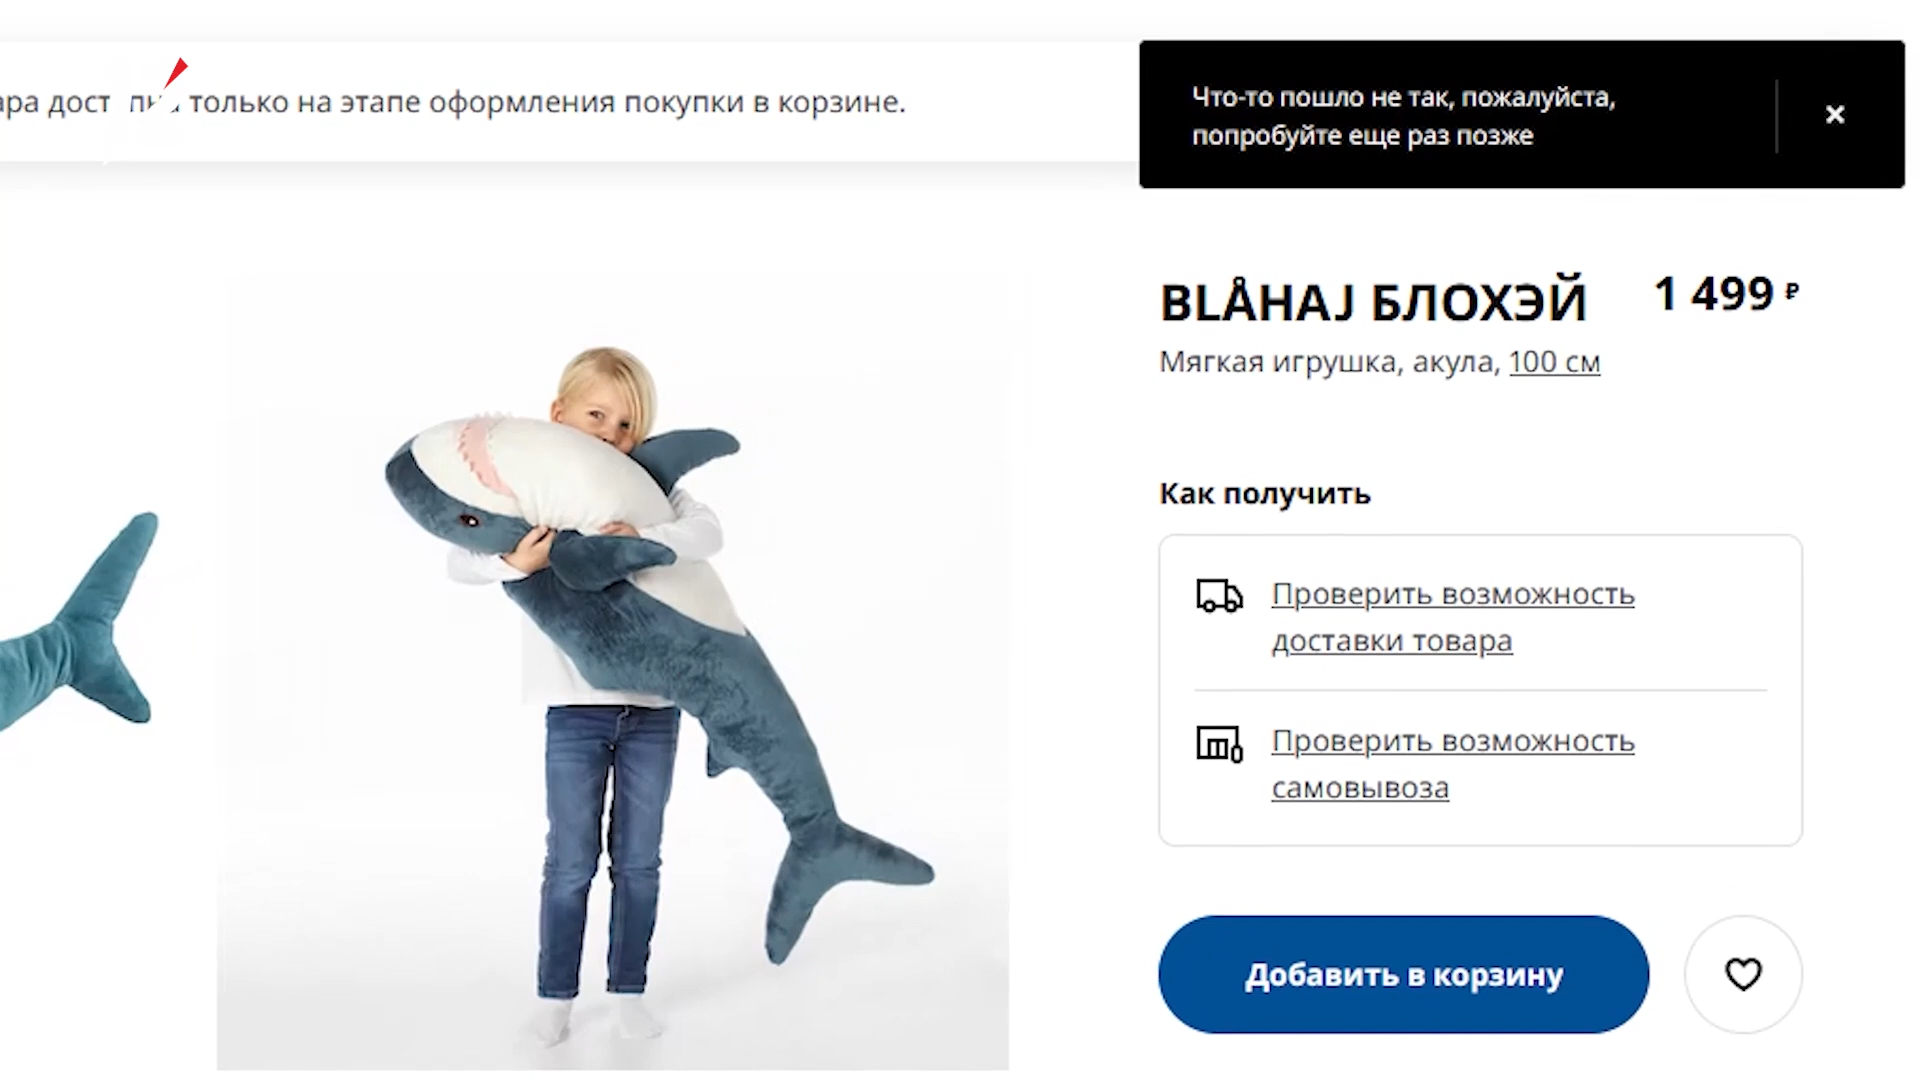 ара дост пна только на этапе оформления покупки в корзине.
Что-то пошло не так, пожалуйста,
попробуйте еще раз позже
BLÅHAJ БЛОХЭЙ 1 499 ₽
Мягкая игрушка, акула, 100 см
Как получить
Проверить возможность
доставки товара
Проверить возможность
самовывоза
Добавить в корзину